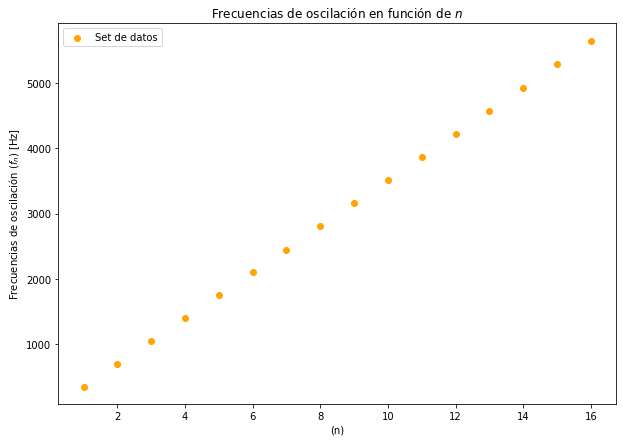 Frecuencias de oscilación en función de n
Set de datos
Frecuencias de oscilación (fn) [Hz]
5000
4000
3000
2000
1000
2 4 6 8 10 12 14 16
(n)